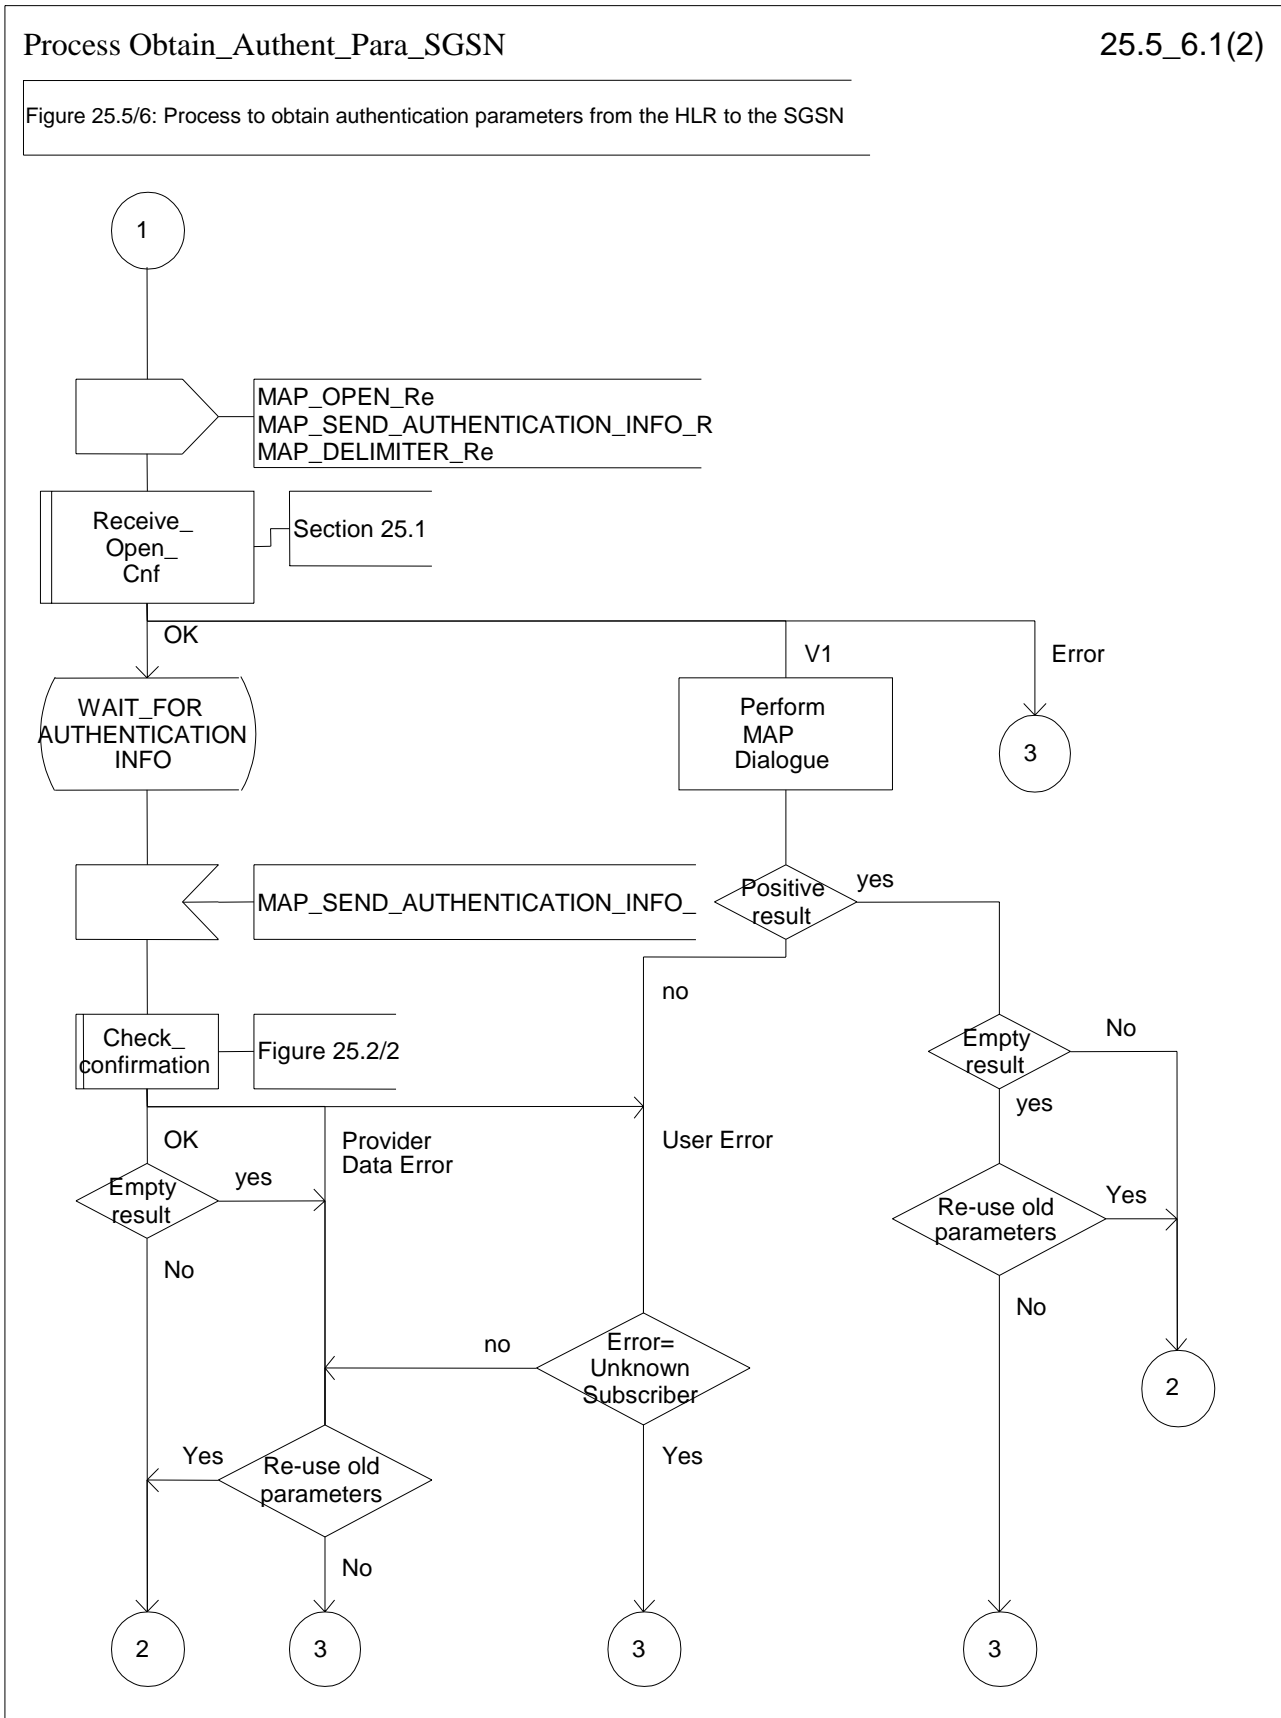 Process Obtain_Authent_Para_SGSN
25.5_6.1(2)
Figure 25.5/6: Process to obtain authentication parameters from the HLR to the SGSN
1
MAP_OPEN_Re
MAP_SEND_AUTHENTICATION_INFO_R
MAP_DELIMITER_Re
Receive_
Open_
Cnf
Section 25.1
OK
V1
Error
WAIT_FOR
AUTHENTICATION
INFO
Perform
MAP
Dialogue
3
MAP_SEND_AUTHENTICATION_INFO_
Positive
result
yes
no
Check_
confirmation
Figure 25.2/2
Empty
result
No
yes
OK
Provider
Data Error
User Error
Empty
result
yes
No
Re-use old
parameters
Yes
No
Error=
Unknown
Subscriber
no
Yes
2
Re-use old
parameters
Yes
No
2
3
3
3